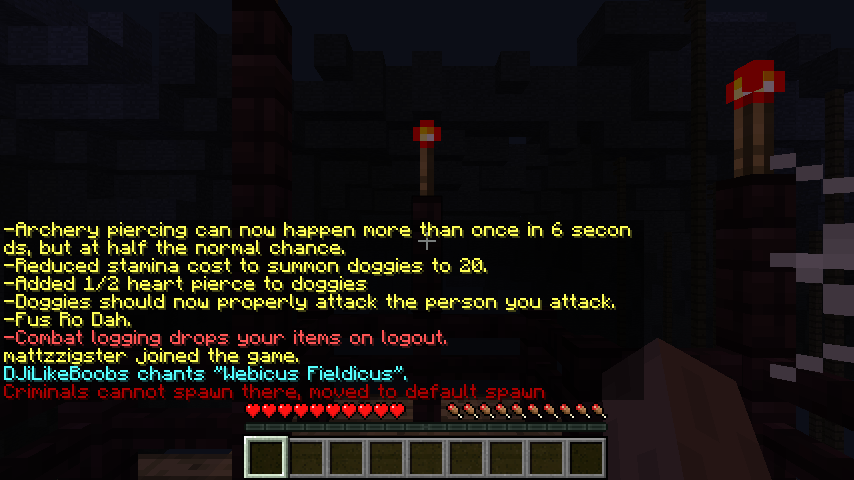 -Archery piercing can now happen more than once in 6 secon
ds, but at half the normal chance.
-Reduced stamina cost to summon doggies to 20.
-Added 1/2 heart pierce to doggies
-Doggies should now properly attack the person you attack.
-Fus Ro Dah.
-Combat logging drops your items on logout.
mattzzigster joined the game.
DJiLikeBoobs chants "Webicus Fieldicus".
Criminals cannot spawn there, moved to default spawn